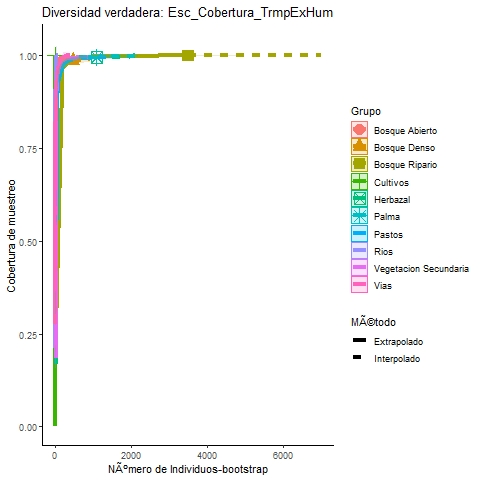 Diversidad verdadera: Esc_Cobertura_TrmpExHum
1.00
0.75
0.50
0.25
0.00
Cobertura de muestreo
0
2000
4000
6000
NÃºmero de Individuos-bootstrap
Grupo
Bosque Abierto
Bosque Denso
Bosque Ripario
Cultivos
Herbazal
Palma
Pastos
Rios
Vegetacion Secundaria
Vias
MÃ©todo
Extrapolado
Interpolado